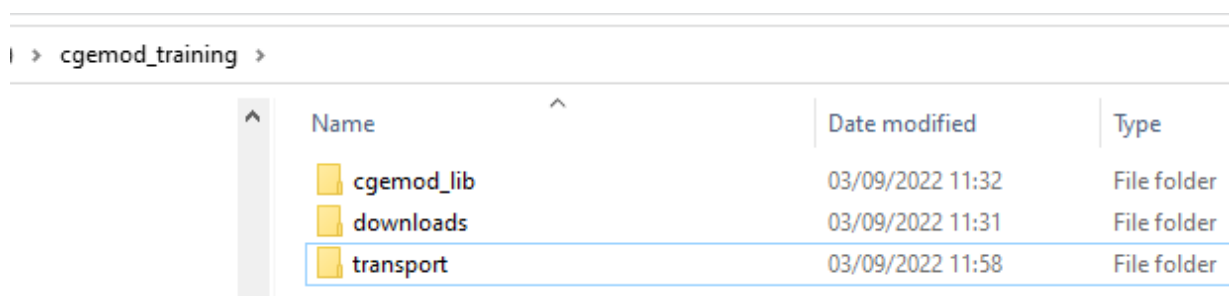 > cgemod_training >
Name Date modified Type
cgemod_lib 03/09/2022 11:32 File folder
downloads 03/09/2022 11:31 File folder
transport 03/09/2022 11:58 File folder